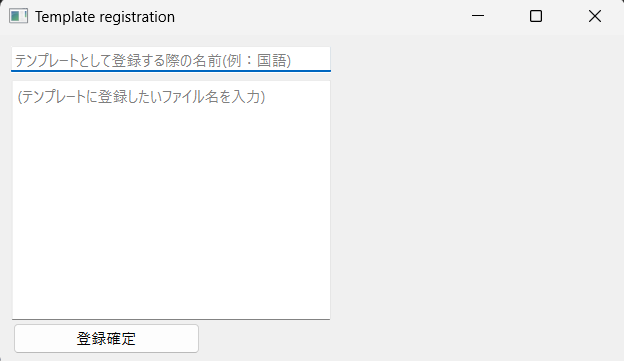 Template registration
テンプレートとして登録する際の名前(例：国語)
(テンプレートに登録したいファイル名を入力)
登録確定